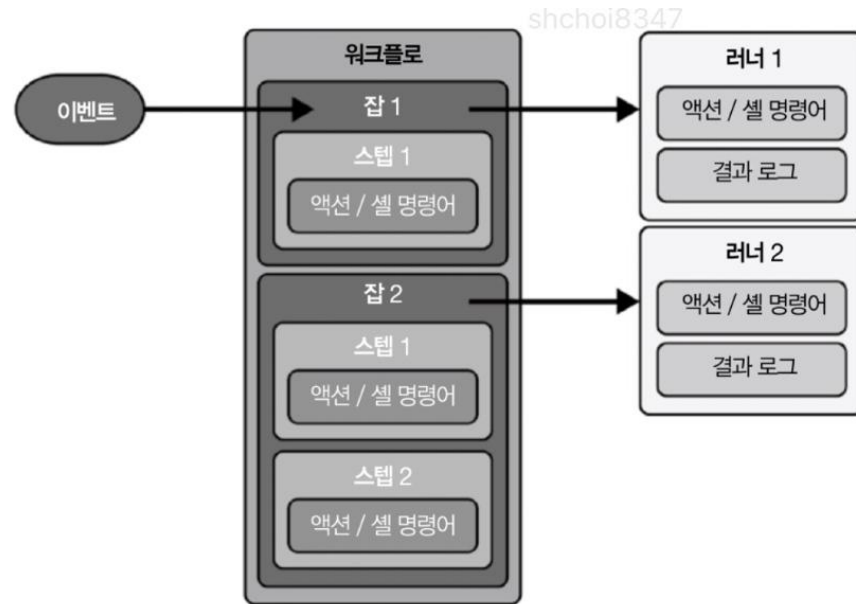 shchoi8347
이벤트
워크플로
잡 1
스텝 1
액션 / 셸 명령어
잡 2
스텝 1
액션 / 셸 명령어
스텝 2
액션 / 셸 명령어
러너 1
액션 / 셸 명령어
결과 로그
러너 2
액션 / 셸 명령어
결과 로그